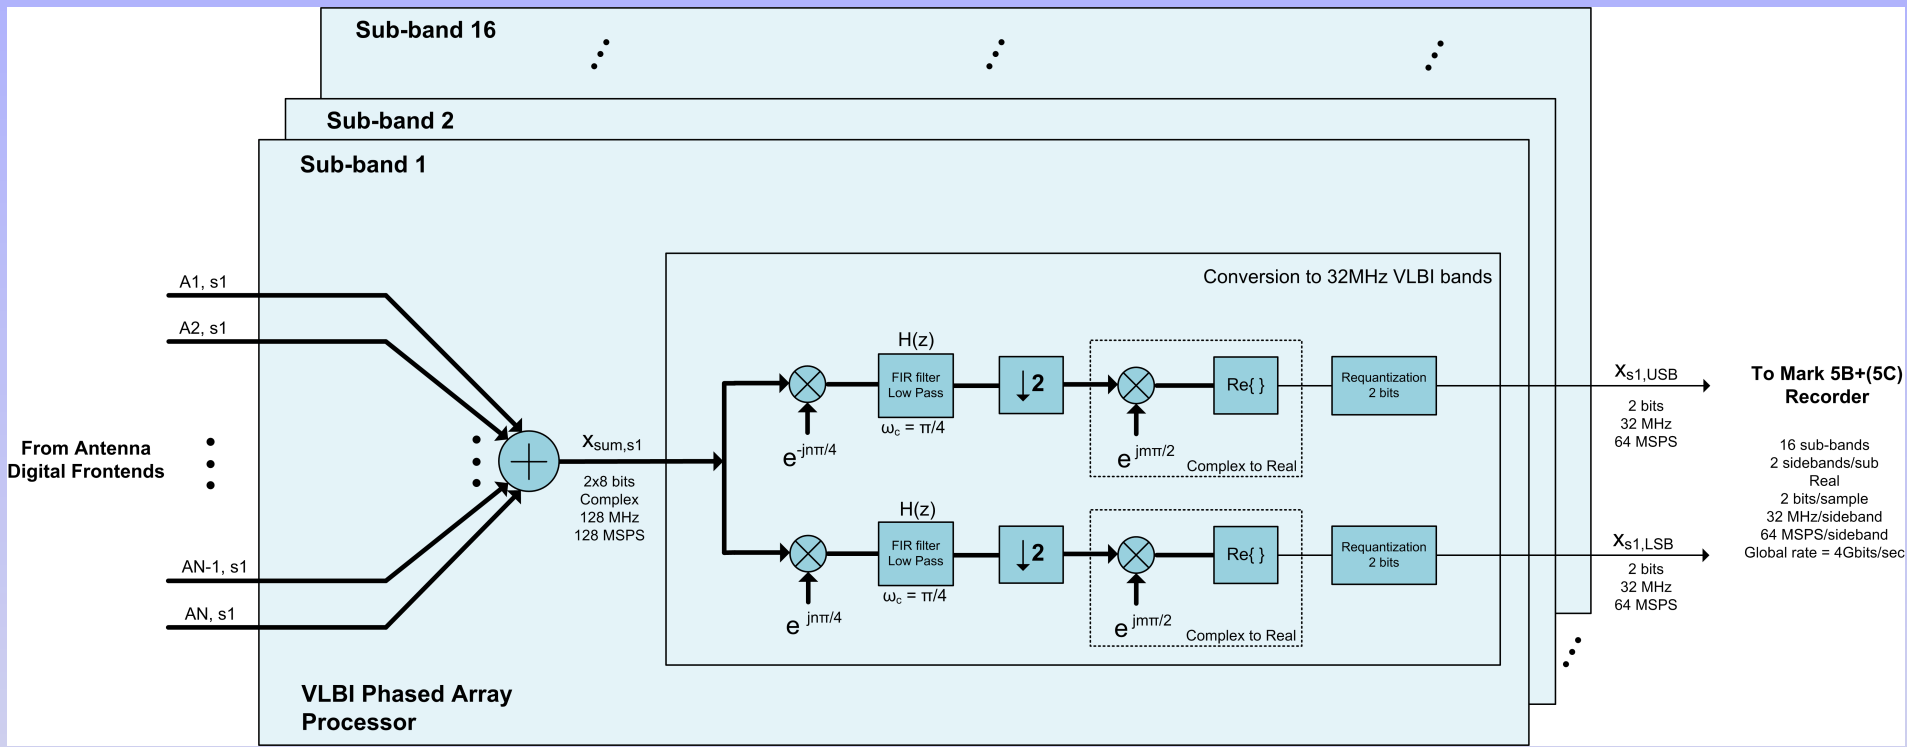 Sub-band 16
Sub-band 2
Sub-band 1
Conversion to 32MHz VLBI bands
A1, s1
A2, s1
From Antenna
Digital Frontends
AN-1, s1
AN, s1
xsum,s1
2x8 bits
Complex
128 MHz
128 MSPS
e-jnπ/4
H(z)
FIR filter
Low Pass
ωc = π/4
↓2
e jmπ/2
Re{ }
Complex to Real
Requantization
2 bits
xs1,USB
2 bits
32 MHz
64 MSPS
e jnπ/4
H(z)
FIR filter
Low Pass
ωc = π/4
↓2
e jmπ/2
Re{ }
Complex to Real
Requantization
2 bits
xs1,LSB
2 bits
32 MHz
64 MSPS
To Mark 5B+(5C)
Recorder
16 sub-bands
2 sidebands/sub
Real
2 bits/sample
32 MHz/sideband
64 MSPS/sideband
Global rate = 4Gbits/sec
VLBI Phased Array
Processor